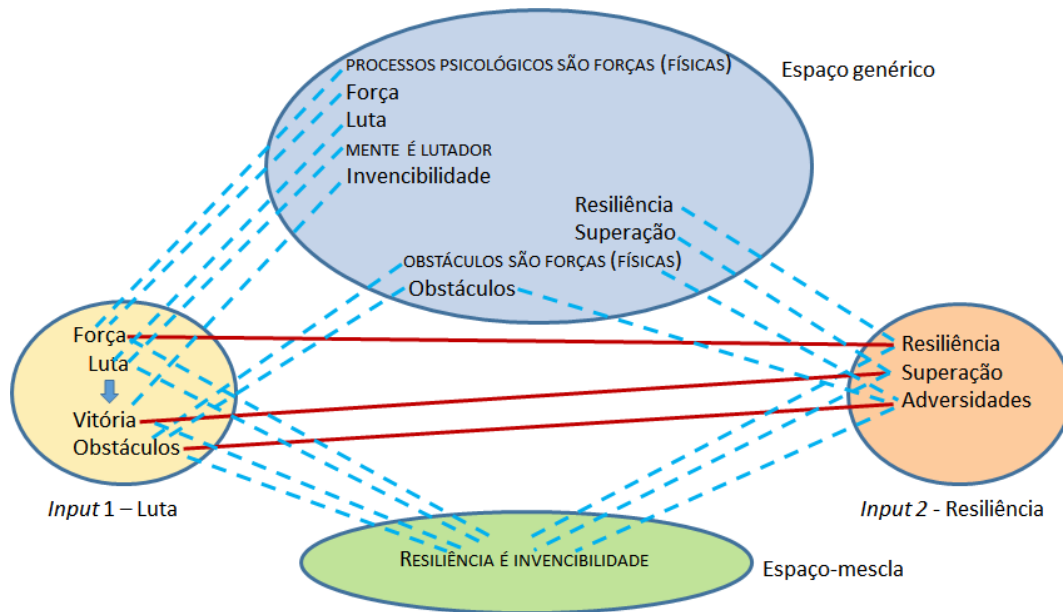 PROCESSOS PSICOLÓGICOS SÃO FORÇAS (FÍSICAS)
Espaço genérico
Força
Luta
MENTE É LUTADOR
Invencibilidade
Resiliência
Superação
OBSTÁCULOS SÃO FORÇAS (FÍSICAS)
Obstáculos
Força
Luta
Vitória
Obstáculos
Input 1 – Luta
Resiliência
Superação
Adversidades
Input 2 - Resiliência
RESILIÊNCIA É INVENCIBILIDADE
Espaço-mescla